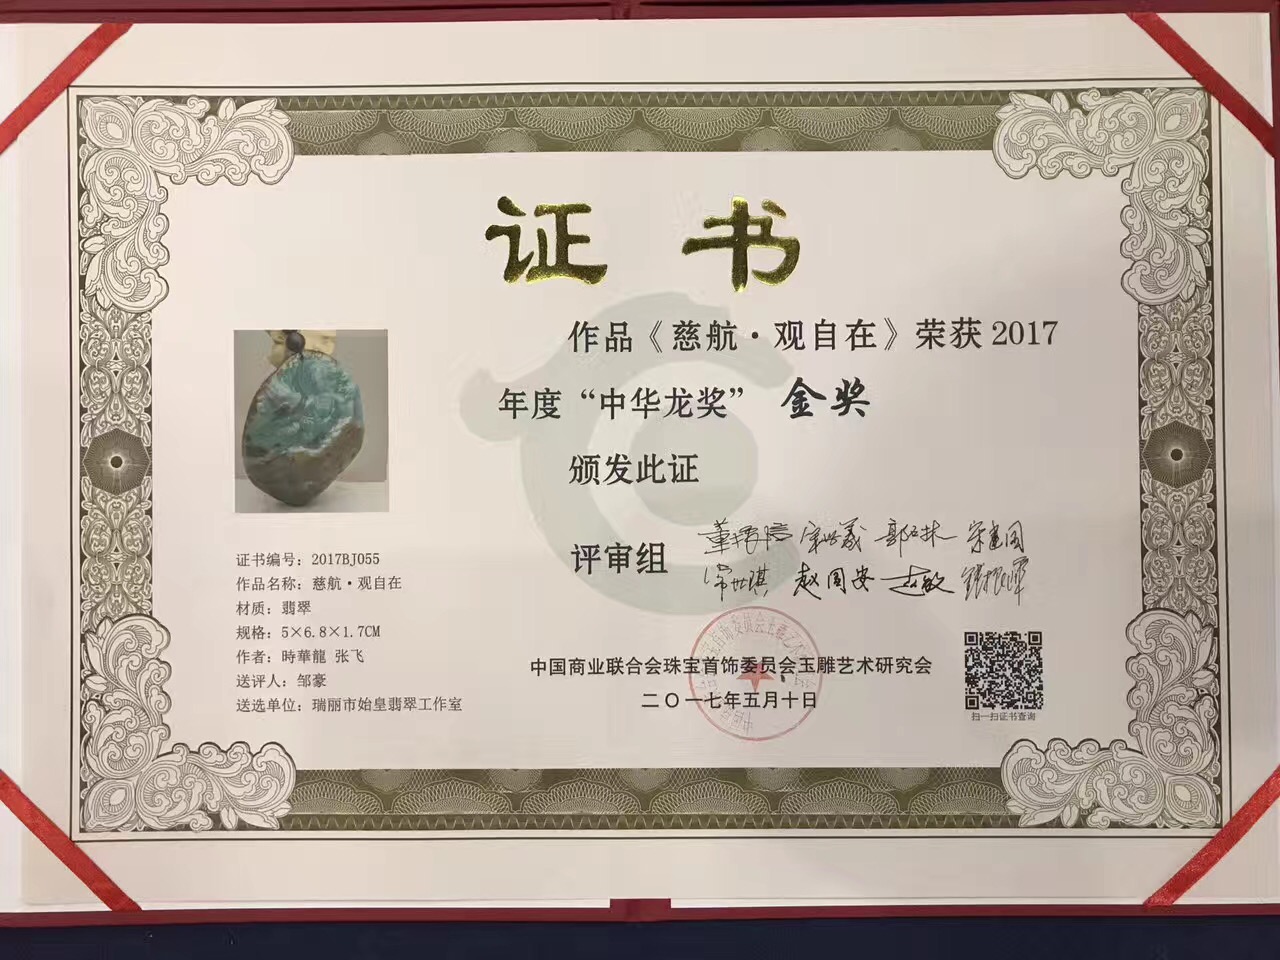 证书
作品《慈航·观自在》荣获2017
年度“中华龙奖” 金奖
颁发此证
评审组
赵国安
证书编号：2017BJ055
作品名称：慈航·观自在
材质：翡翠
规格：5×6.8×1.7CM
作者：時華龍 张飞
送评人：邹豪
送选单位：瑞丽市始皇翡翠工作室
中国商业联合会珠宝首饰委员会玉雕艺术研究会
二〇一七年五月十日
扫一扫证书查询